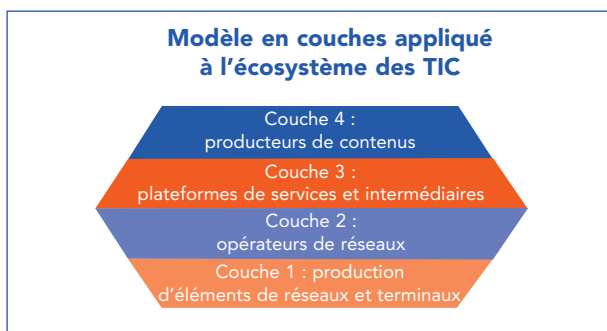 Modèle en couches appliqué
à l’écosystème des TIC
Couche 4 :
producteurs de contenus
Couche 3 :
plateformes de services et intermédiaires
Couche 2 :
opérateurs de réseaux
Couche 1 : production
d’éléments de réseaux et terminaux